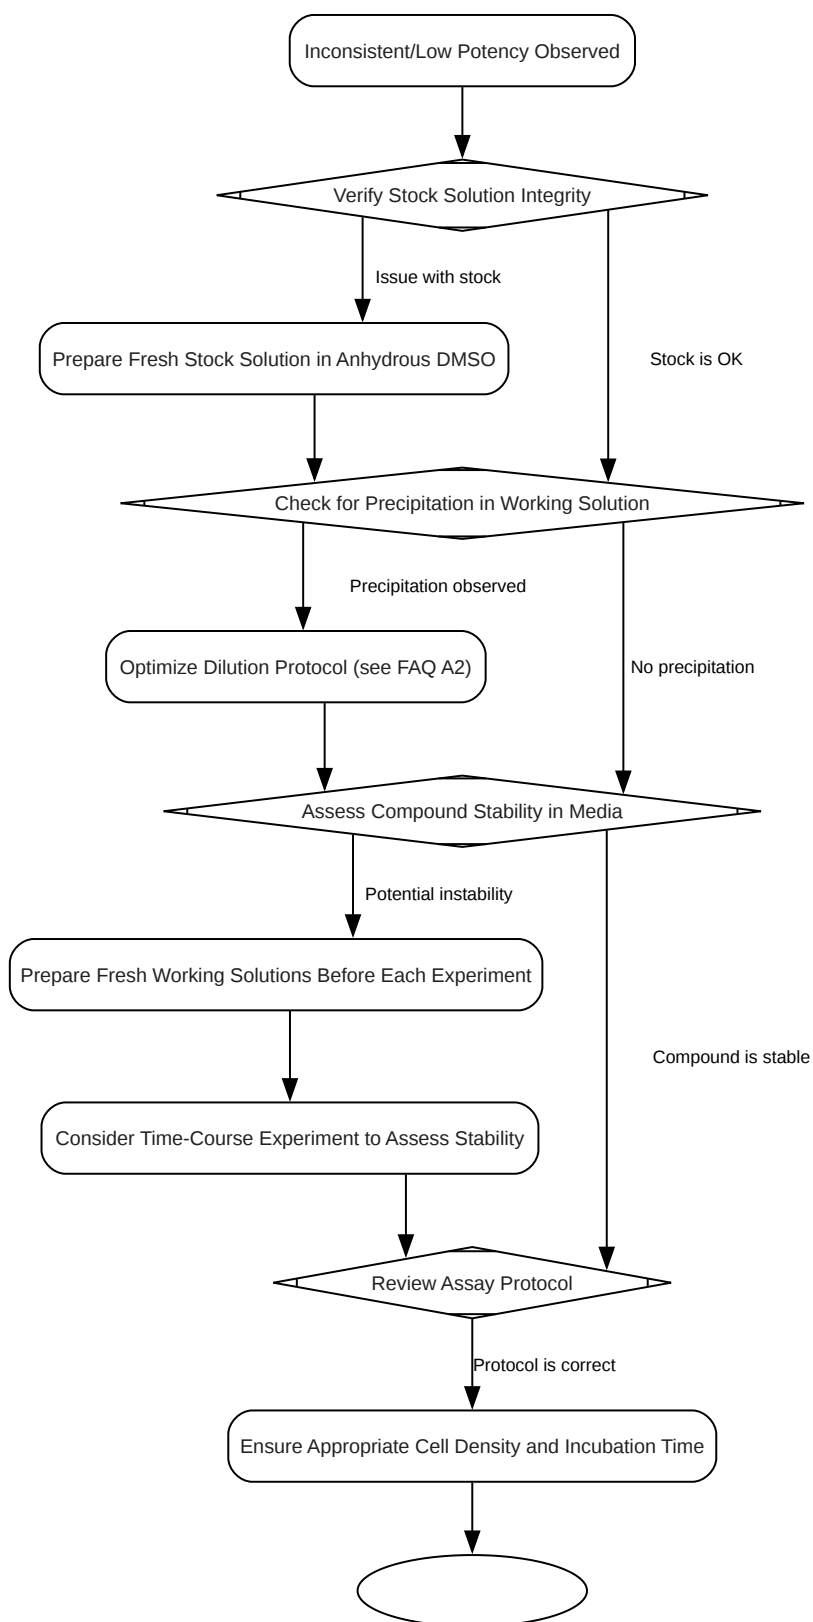 Inconsistent/Low Potency Observed
Verify Stock Solution Integrity
Issue with stock
Prepare Fresh Stock Solution in Anhydrous DMSO
Stock is OK
Check for Precipitation in Working Solution
Precipitation observed
Optimize Dilution Protocol (see FAQ A2)
No precipitation
Assess Compound Stability in Media
Potential instability
Prepare Fresh Working Solutions Before Each Experiment
Compound is stable
Consider Time-Course Experiment to Assess Stability
Review Assay Protocol
Protocol is correct
Ensure Appropriate Cell Density and Incubation Time